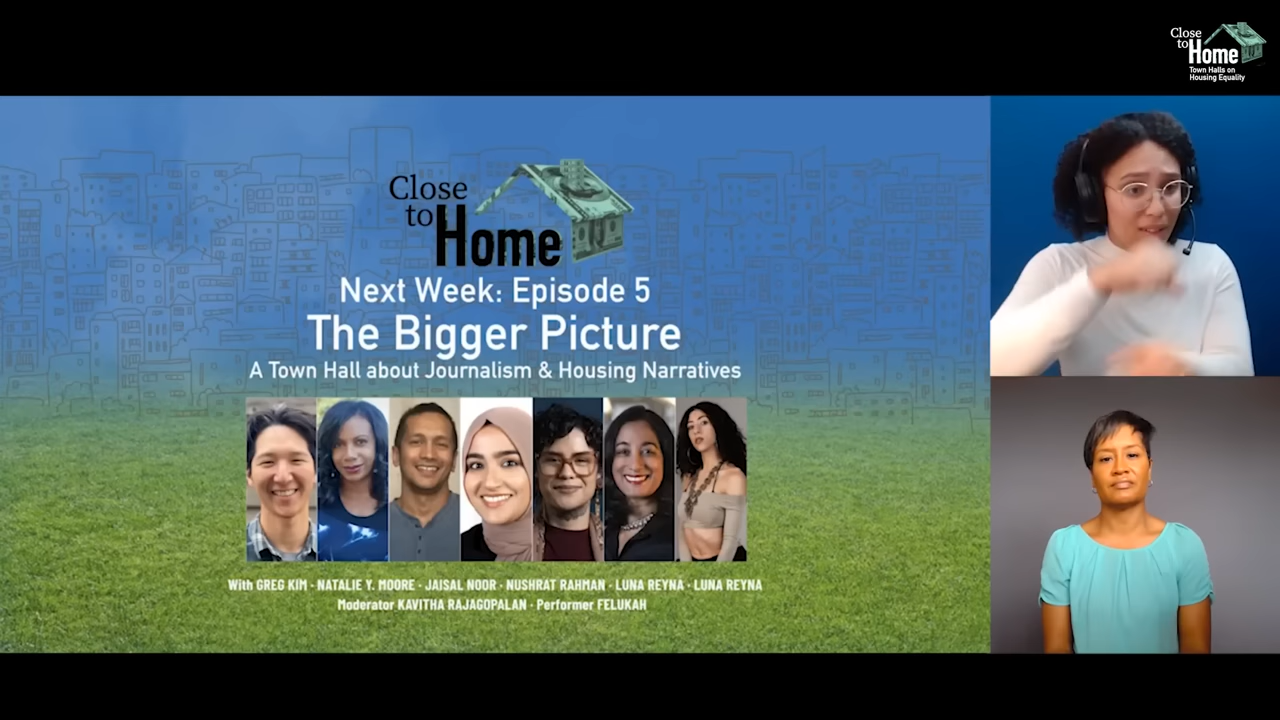 Close
to Home
Town Halls on
Housing Equality
Close
to Home
Next Week: Episode 5
The Bigger Picture
A Town Hall about Journalism & Housing Narratives
With GREG KIM · NATALIE Y. MOORE · JAISAL NOOR · NUSHRAT RAHMAN · LUNA REYNA · LUNA REYNA
Moderator KAVITHA RAJAGOPALAN · Performer FELUKAH